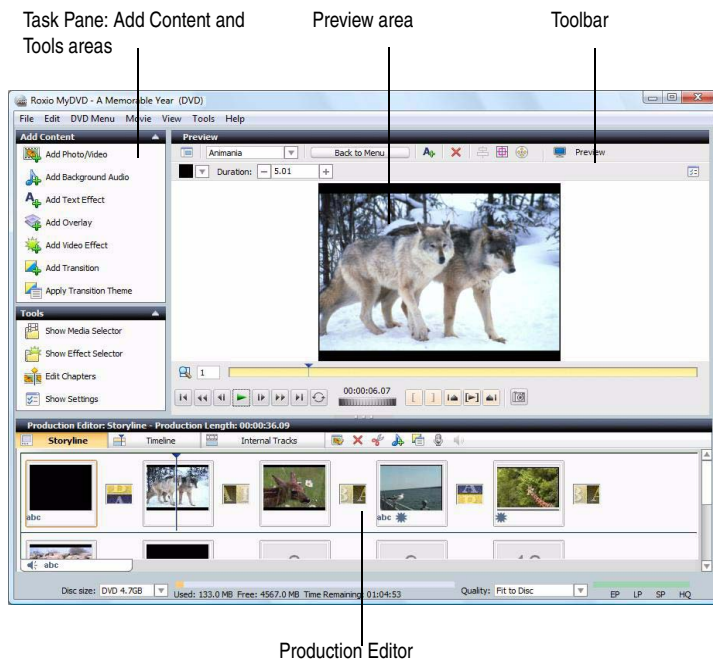 Task Pane: Add Content and
Tools areas
Preview area
Toolbar
Roxio MyDVD - A Memorable Year (DVD)
File Edit DVD Menu Movie View Tools Help
Add Content
Add Photo/Video
Add Background Audio
Add Text Effect
Add Overlay
Add Video Effect
Add Transition
Apply Transition Theme
Tools
Show Media Selector
Show Effect Selector
Edit Chapters
Show Settings
Preview
Animania
Back to Menu
Preview
Duration: 5.01
1
00:00:06.07
Production Editor: Storyline - Production Length: 00:00:36.09
Storyline
Timeline
Internal Tracks
abc
abc
abc
Disc size: DVD 4.7GB
Used: 133.0 MB Free: 4567.0 MB Time Remaining: 01:04:53
Quality: Fit to Disc
EP LP SP HQ
Production Editor